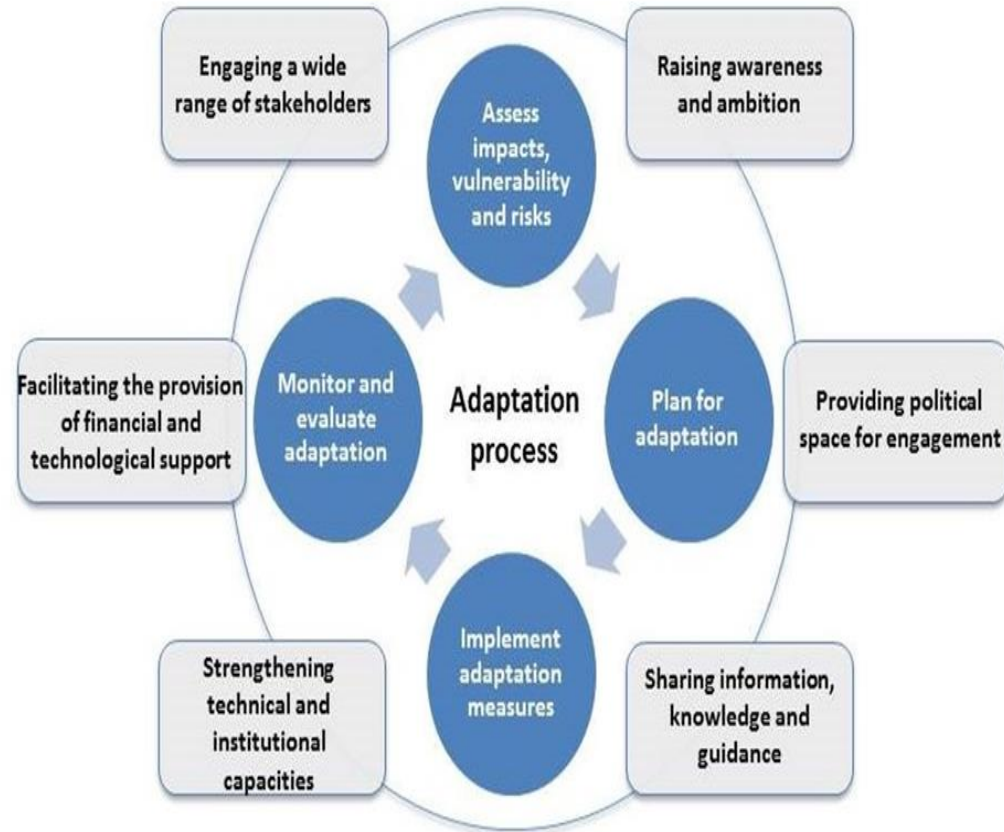 Engaging a wide
range of stakeholders
Assess
impacts,
vulnerability
and risks
Raising awareness
and ambition
Facilitating the provision
of financial and
technological support
Monitor and
evaluate
adaptation
Adaptation
process
Plan for
adaptation
Providing political
space for engagement
Strengthening
technical and
institutional
capacities
Implement
adaptation
measures
Sharing information,
knowledge and
guidance